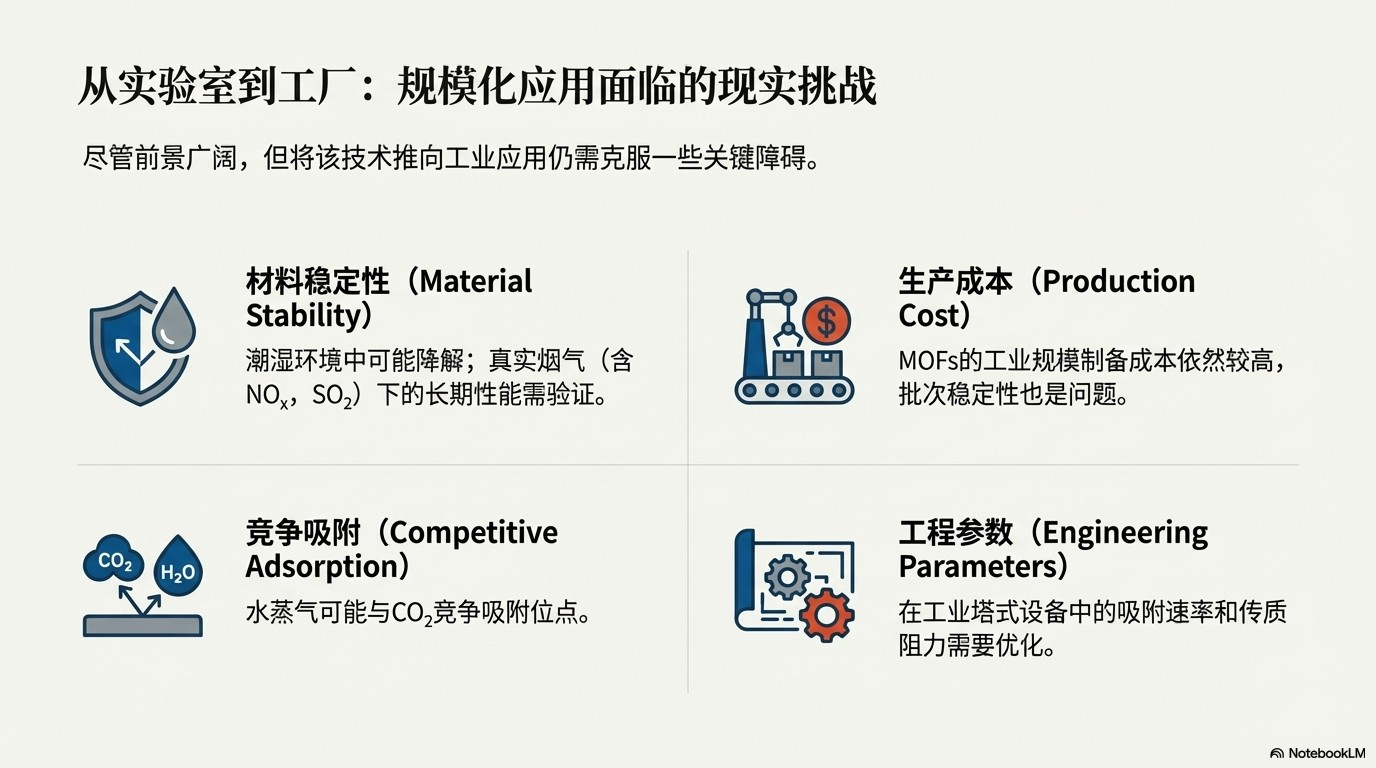 从实验室到工厂：规模化应用面临的现实挑战
尽管前景广阔，但将该技术推向工业应用仍需克服一些关键障碍。
材料稳定性（Material
Stability）
潮湿环境中可能降解；真实烟气（含
NOₓ，SO₂）下的长期性能需验证。
生产成本（Production
Cost）
MOFs的工业规模制备成本依然较高，
批次稳定性也是问题。
$
竞争吸附（Competitive
Adsorption）
水蒸气可能与CO₂竞争吸附位点。
CO₂
H₂O
工程参数（Engineering
Parameters）
在工业塔式设备中的吸附速率和传质
阻力需要优化。
NotebookLM